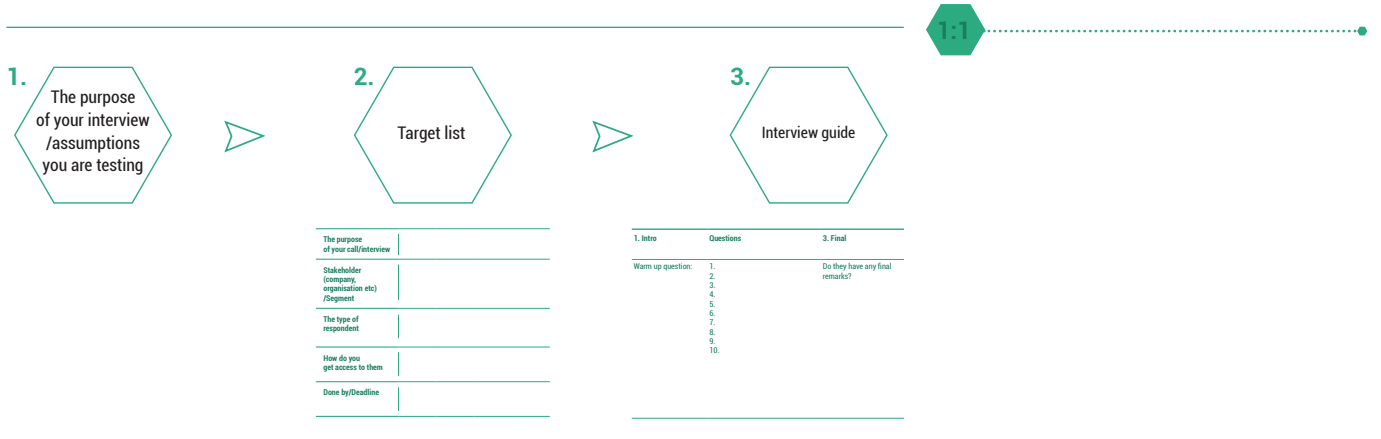 1:1
1.
The purpose
of your interview
/assumptions
you are testing
2.
Target list
3.
Interview guide
The purpose
of your call/interview
Stakeholder
(company,
organisation etc)
/Segment
The type of
respondent
How do you
get access to them
Done by/Deadline
1. Intro Questions 3. Final
Warm up question:
1.
2.
3.
4.
5.
6.
7.
8.
9.
10.
Do they have any final
remarks?